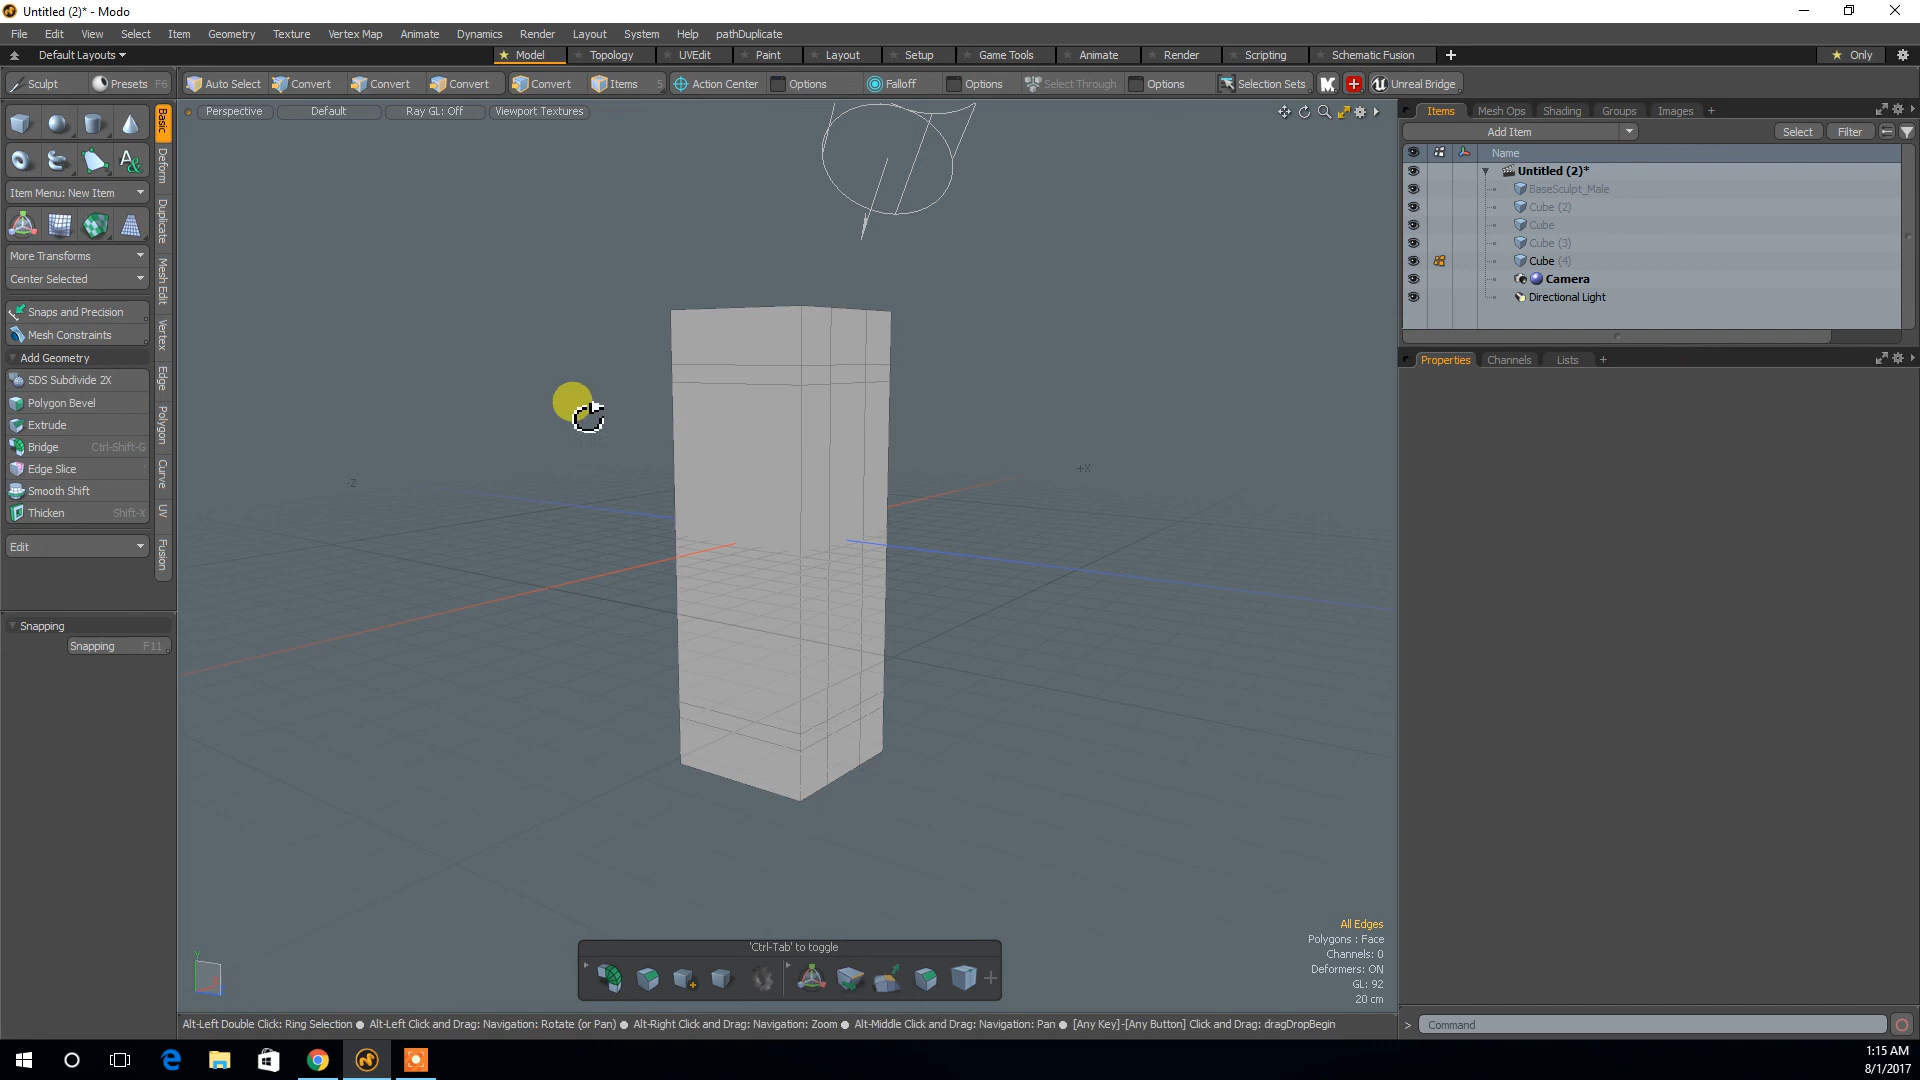 Untitled (2)* - Modo
File Edit View Select Item Geometry Texture Vertex Map Animate Dynamics Render Layout System Help pathDuplicate
Default Layouts Model Topology UVEdit Paint Layout Setup Game Tools Animate Render Scripting Schematic Fusion Only
Sculpt Presets F6 Auto Select Convert Convert Convert Convert Items 5 Action Center Options Falloff Options Select Through Options Selection Sets Unreal Bridge
Perspective Default Ray GL: Off Viewport Textures
Basic
Deform
Duplicate
Mesh Edit
Vertex
Edge
Polygon
Curve
UV
Fusion
Item Menu: New Item
More Transforms
Center Selected
Snaps and Precision
Mesh Constraints
Add Geometry
SDS Subdivide 2X
Polygon Bevel
Extrude
Bridge Ctrl-Shift-G
Edge Slice
Smooth Shift
Thicken Shift-X
Edit
Snapping
Snapping F11
-Z
+X
Y
All Edges
Polygons : Face
Channels: 0
Deformers: ON
GL: 92
20 cm
'Ctrl-Tab' to toggle
Alt-Left Double Click: Ring Selection Alt-Left Click and Drag: Navigation: Rotate (or Pan) Alt-Right Click and Drag: Navigation: Zoom Alt-Middle Click and Drag: Navigation: Pan [Any Key]-[Any Button] Click and Drag: dragDropBegin
Items Mesh Ops Shading Groups Images +
Add Item Select Filter
Name
Untitled (2)*
BaseSculpt_Male
Cube (2)
Cube
Cube (3)
Cube (4)
Camera
Directional Light
Properties Channels Lists +
> Command
1:15 AM
8/1/2017